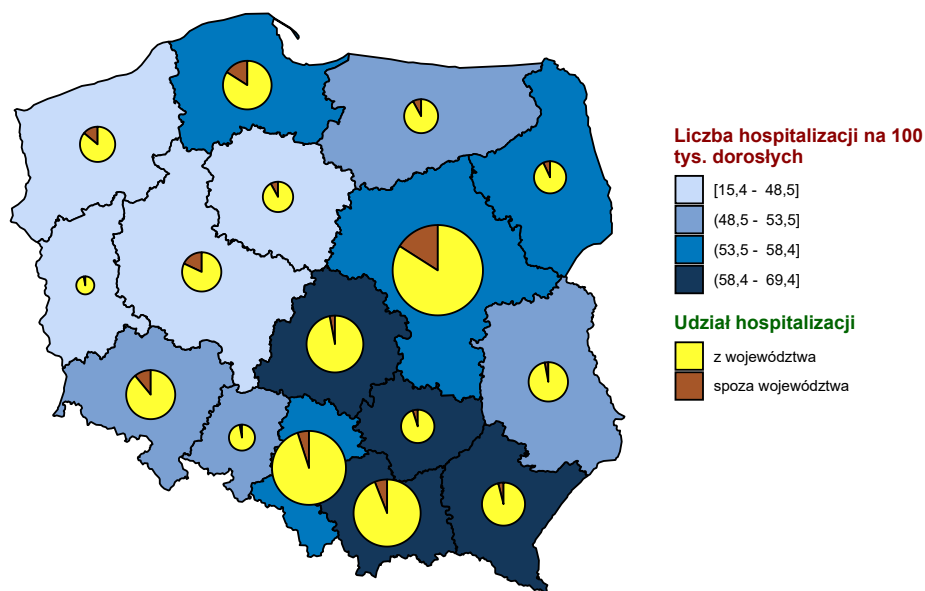 Liczba hospitalizacji na 100
tys. dorosłych
[15,4 - 48,5]
(48,5 - 53,5]
(53,5 - 58,4]
(58,4 - 69,4]
Udział hospitalizacji
z województwa
spoza województwa